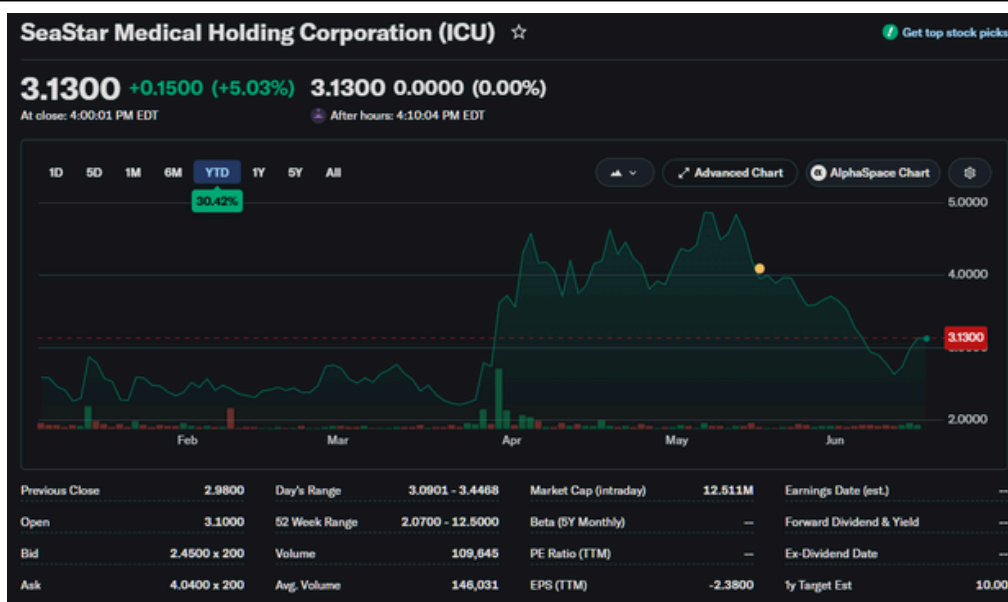 SeaStar Medical Holding Corporation (ICU)
Get top stock picks
3.1300 +0.1500 (+5.03%) 3.1300 0.0000 (0.00%)
At close: 4:00:01 PM EDT After hours: 4:10:04 PM EDT
1D 5D 1M 6M YTD 1Y 5Y All Advanced Chart AlphaSpace Chart
30.42%
5.0000
4.0000
3.1300
2.0000
Feb Mar Apr May Jun
Previous Close 2.9800 Day's Range 3.0901 - 3.4468 Market Cap (intraday) 12.511M Earnings Date (est.) --
Open 3.1000 52 Week Range 2.0700 - 12.5000 Beta (5Y Monthly) -- Forward Dividend & Yield --
Bid 2.4500 x 200 Volume 109,645 PE Ratio (TTM) -- Ex-Dividend Date --
Ask 4.0400 x 200 Avg. Volume 146,031 EPS (TTM) -2.3800 1y Target Est 10.00